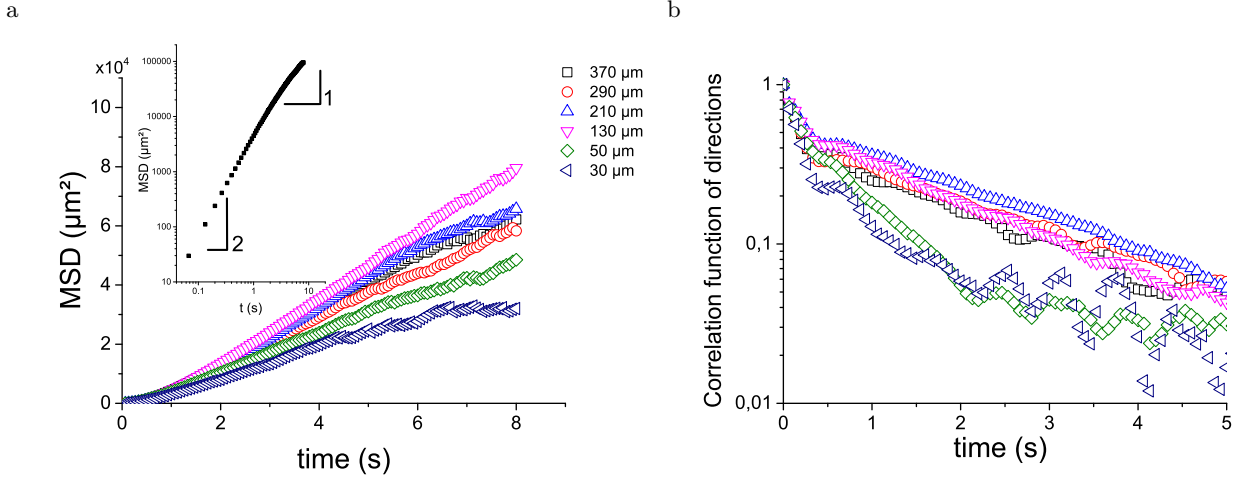 a
b
x10⁴
MSD (µm²)
10
8
6
4
2
0
0
2
4
6
8
time (s)
MSD (µm²)
100000
10000
1000
100
10
0.1
1
10
t (s)
1
2
370 µm
290 µm
210 µm
130 µm
50 µm
30 µm
Correlation function of directions
1
0,1
0,01
0
1
2
3
4
5
time (s)